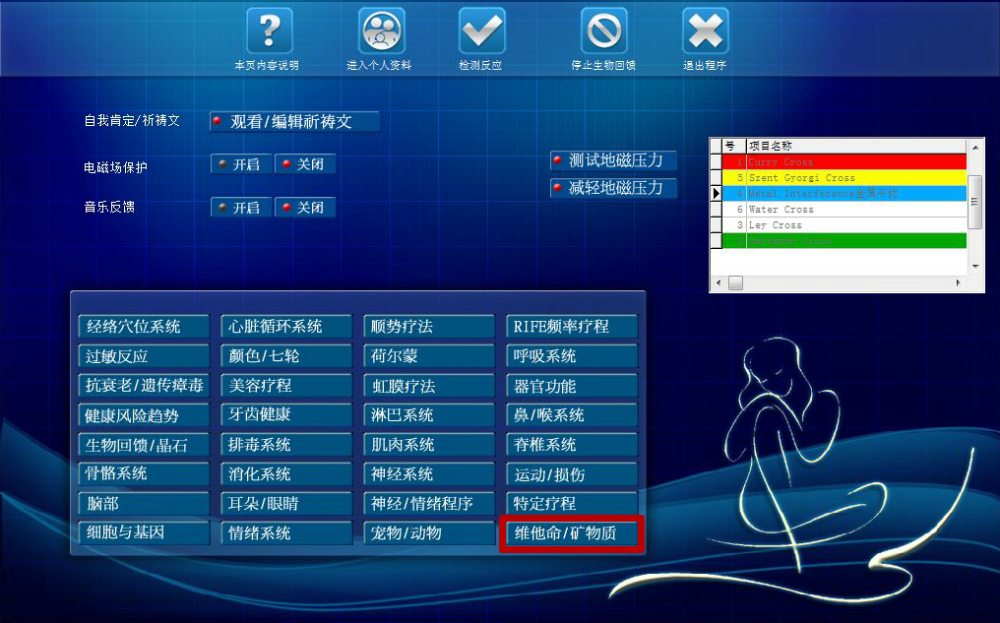 本页内容说明 进入个人资料 检测反应 停止生物回馈 退出程序
自我肯定/祈祷文 观看/编辑祈祷文
电磁场保护 开启 关闭
音乐反馈 开启 关闭
测试地磁压力
减轻地磁压力
号 项目名称
1 Curry Cross
5 Szent Gyorgi Cross
4 Metal Interference金属干扰
6 Water Cross
3 Ley Cross
2 Hartmann Cross
经络穴位系统 心脏循环系统 顺势疗法 RIFE频率疗程
过敏反应 颜色/七轮 荷尔蒙 呼吸系统
抗衰老/遗传瘴毒 美容疗程 虹膜疗法 器官功能
健康风险趋势 牙齿健康 淋巴系统 鼻/喉系统
生物回馈/晶石 排毒系统 肌肉系统 脊椎系统
骨骼系统 消化系统 神经系统 运动/损伤
脑部 耳朵/眼睛 神经/情绪程序 特定疗程
细胞与基因 情绪系统 宠物/动物 维他命/矿物质